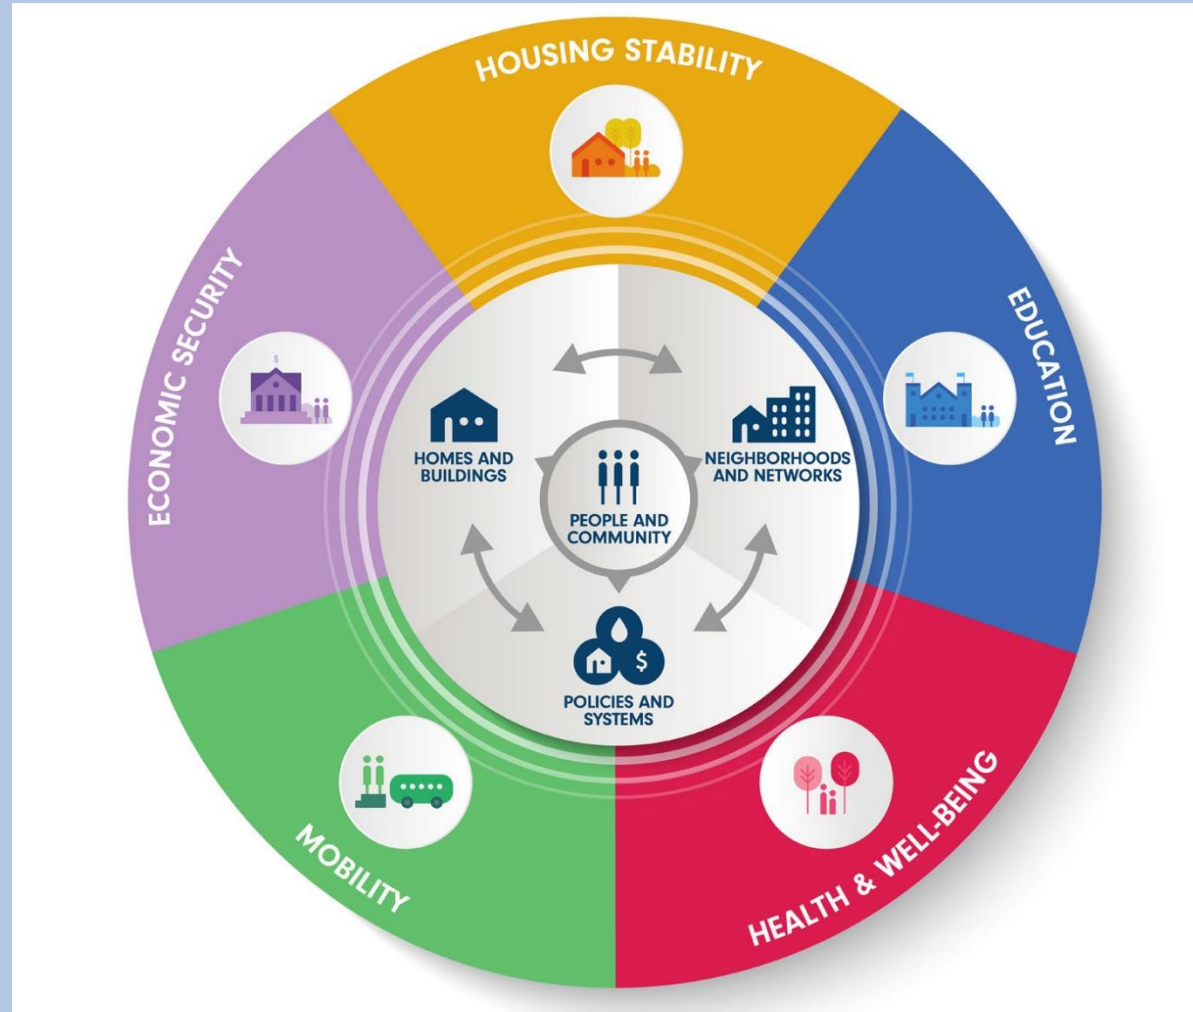 HOUSING STABILITY
EDUCATION
HEALTH & WELL-BEING
MOBILITY
ECONOMIC SECURITY
$
HOMES AND
BUILDINGS
NEIGHBORHOODS
AND NETWORKS
PEOPLE AND
COMMUNITY
$
POLICIES AND
SYSTEMS